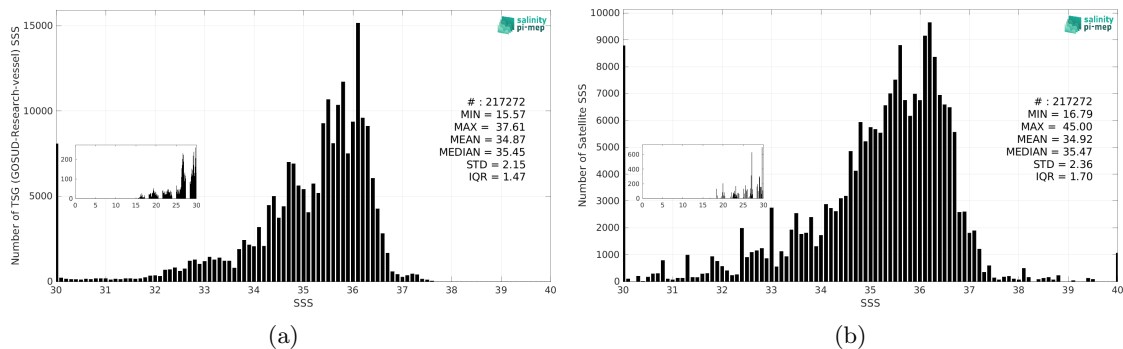 salinity
pi-mep
Number of TSG (GOSUD-Research-vessel) SSS
15000
10000
5000
0
# : 217272
MIN = 15.57
MAX = 37.61
MEAN = 34.87
MEDIAN = 35.45
STD = 2.15
IQR = 1.47
200
100
0
0 5 10 15 20 25 30
30 31 32 33 34 35 36 37 38 39 40
SSS
(a)
salinity
pi-mep
Number of Satellite SSS
10000
9000
8000
7000
6000
5000
4000
3000
2000
1000
0
# : 217272
MIN = 16.79
MAX = 45.00
MEAN = 34.92
MEDIAN = 35.47
STD = 2.36
IQR = 1.70
600
400
200
0
0 5 10 15 20 25 30
30 31 32 33 34 35 36 37 38 39 40
SSS
(b)